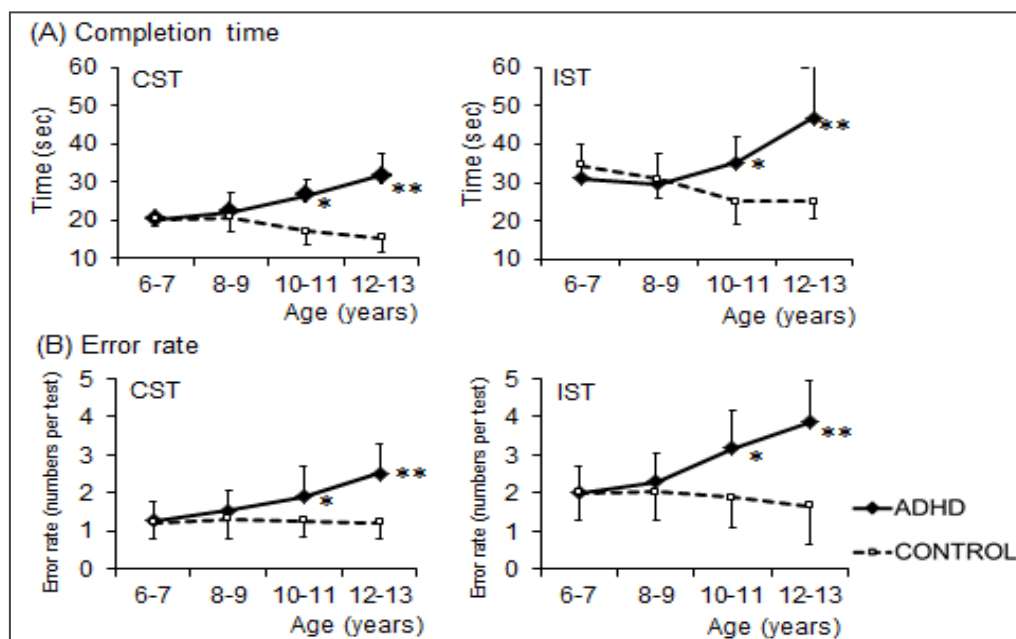 (A) Completion time
CST
Time (sec)
60
50
40
30
20
10
*
**
6-7 8-9 10-11 12-13
Age (years)
IST
Time (sec)
60
50
40
30
20
10
*
**
6-7 8-9 10-11 12-13
Age (years)
(B) Error rate
CST
Error rate (numbers per test)
5
4
3
2
1
0
*
**
6-7 8-9 10-11 12-13
Age (years)
IST
Error rate (numbers per test)
5
4
3
2
1
0
*
**
6-7 8-9 10-11 12-13
Age (years)
ADHD
CONTROL